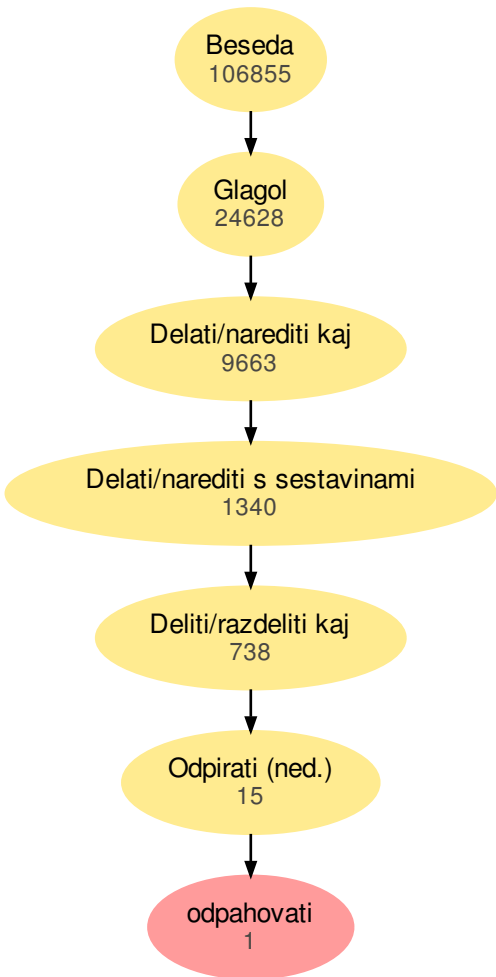 Beseda
106855
Glagol
24628
Delati/narediti kaj
9663
Delati/narediti s sestavinami
1340
Deliti/razdeliti kaj
738
Odpirati (ned.)
15
odpahovati
1